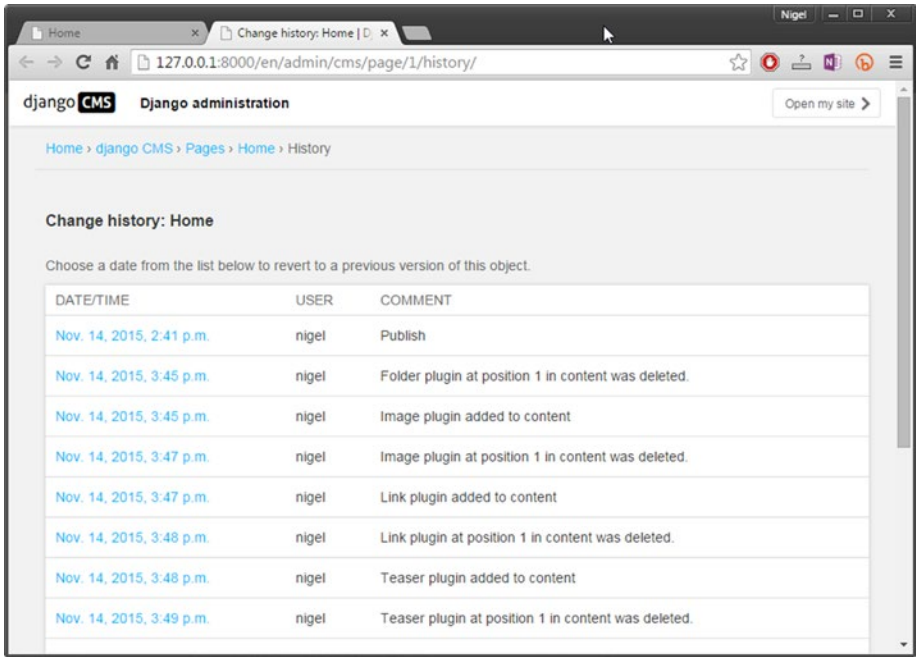 Nigel
Home
Change history: Home | D
127.0.0.1:8000/en/admin/cms/page/1/history/
django CMS Django administration Open my site
Home › django CMS › Pages › Home › History
Change history: Home
Choose a date from the list below to revert to a previous version of this object.
DATE/TIME USER COMMENT
Nov. 14, 2015, 2:41 p.m. nigel Publish
Nov. 14, 2015, 3:45 p.m. nigel Folder plugin at position 1 in content was deleted.
Nov. 14, 2015, 3:45 p.m. nigel Image plugin added to content
Nov. 14, 2015, 3:47 p.m. nigel Image plugin at position 1 in content was deleted.
Nov. 14, 2015, 3:47 p.m. nigel Link plugin added to content
Nov. 14, 2015, 3:48 p.m. nigel Link plugin at position 1 in content was deleted.
Nov. 14, 2015, 3:48 p.m. nigel Teaser plugin added to content
Nov. 14, 2015, 3:49 p.m. nigel Teaser plugin at position 1 in content was deleted.